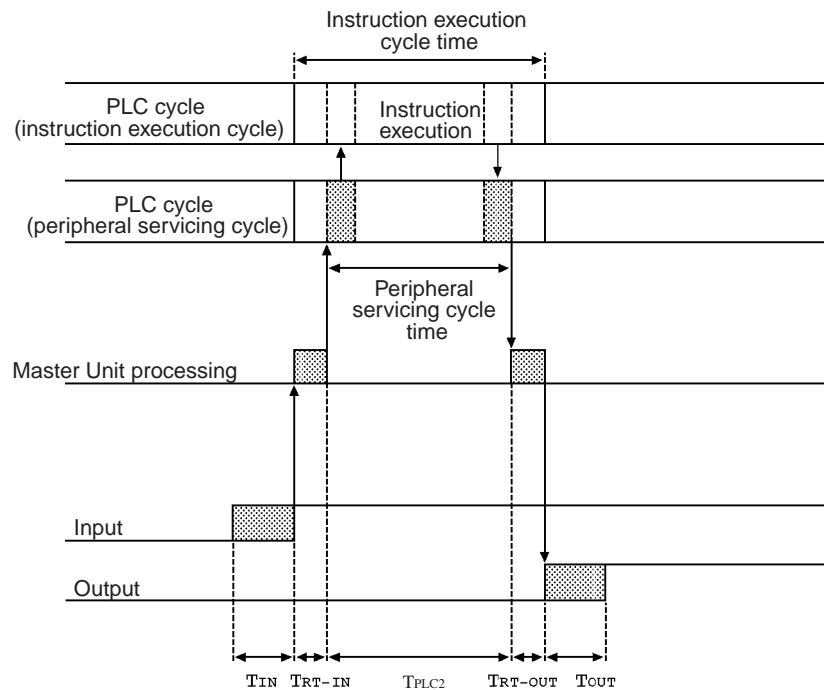 Instruction execution
cycle time
PLC cycle
(instruction execution cycle)
Instruction
execution
PLC cycle
(peripheral servicing cycle)
Peripheral
servicing cycle
time
Master Unit processing
Input
Output
TIN TRT-IN TPLC2 TRT-OUT TOUT